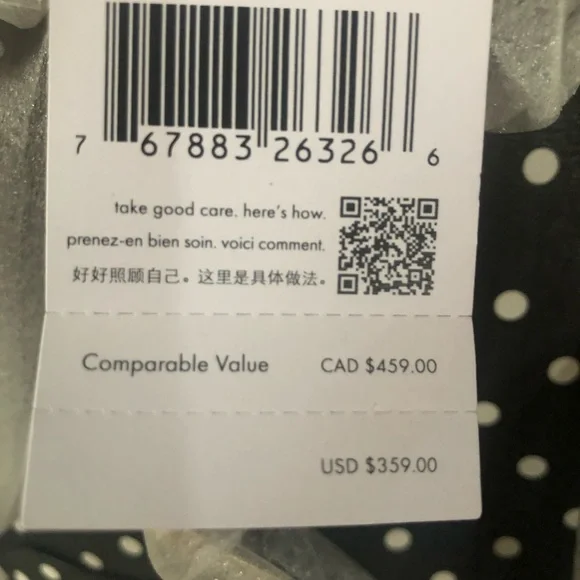 7 67883 26326 6
take good care. here's how.
prenez-en bien soin. voici comment.
好好照顾自己。这里是具体做法。
Comparable Value CAD $459.00
USD $359.00